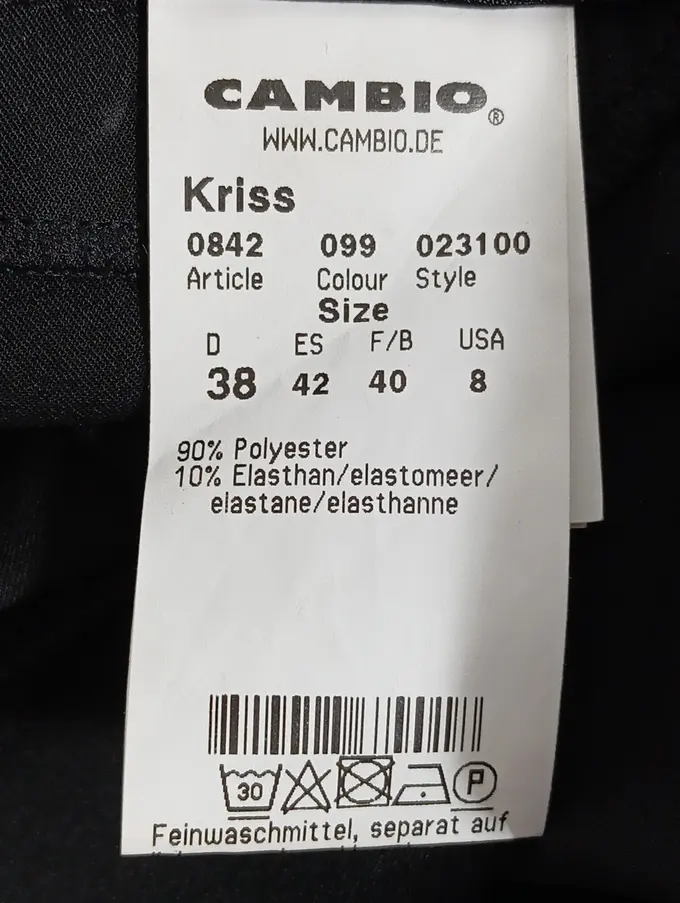 CAMBIO®
WWW.CAMBIO.DE
Kriss
0842 099 023100
Article Colour Style
Size
D ES F/B USA
38 42 40 8
90% Polyester
10% Elasthan/elastomeer/
elastane/elasthanne
30 P
Feinwaschmittel, separat auf